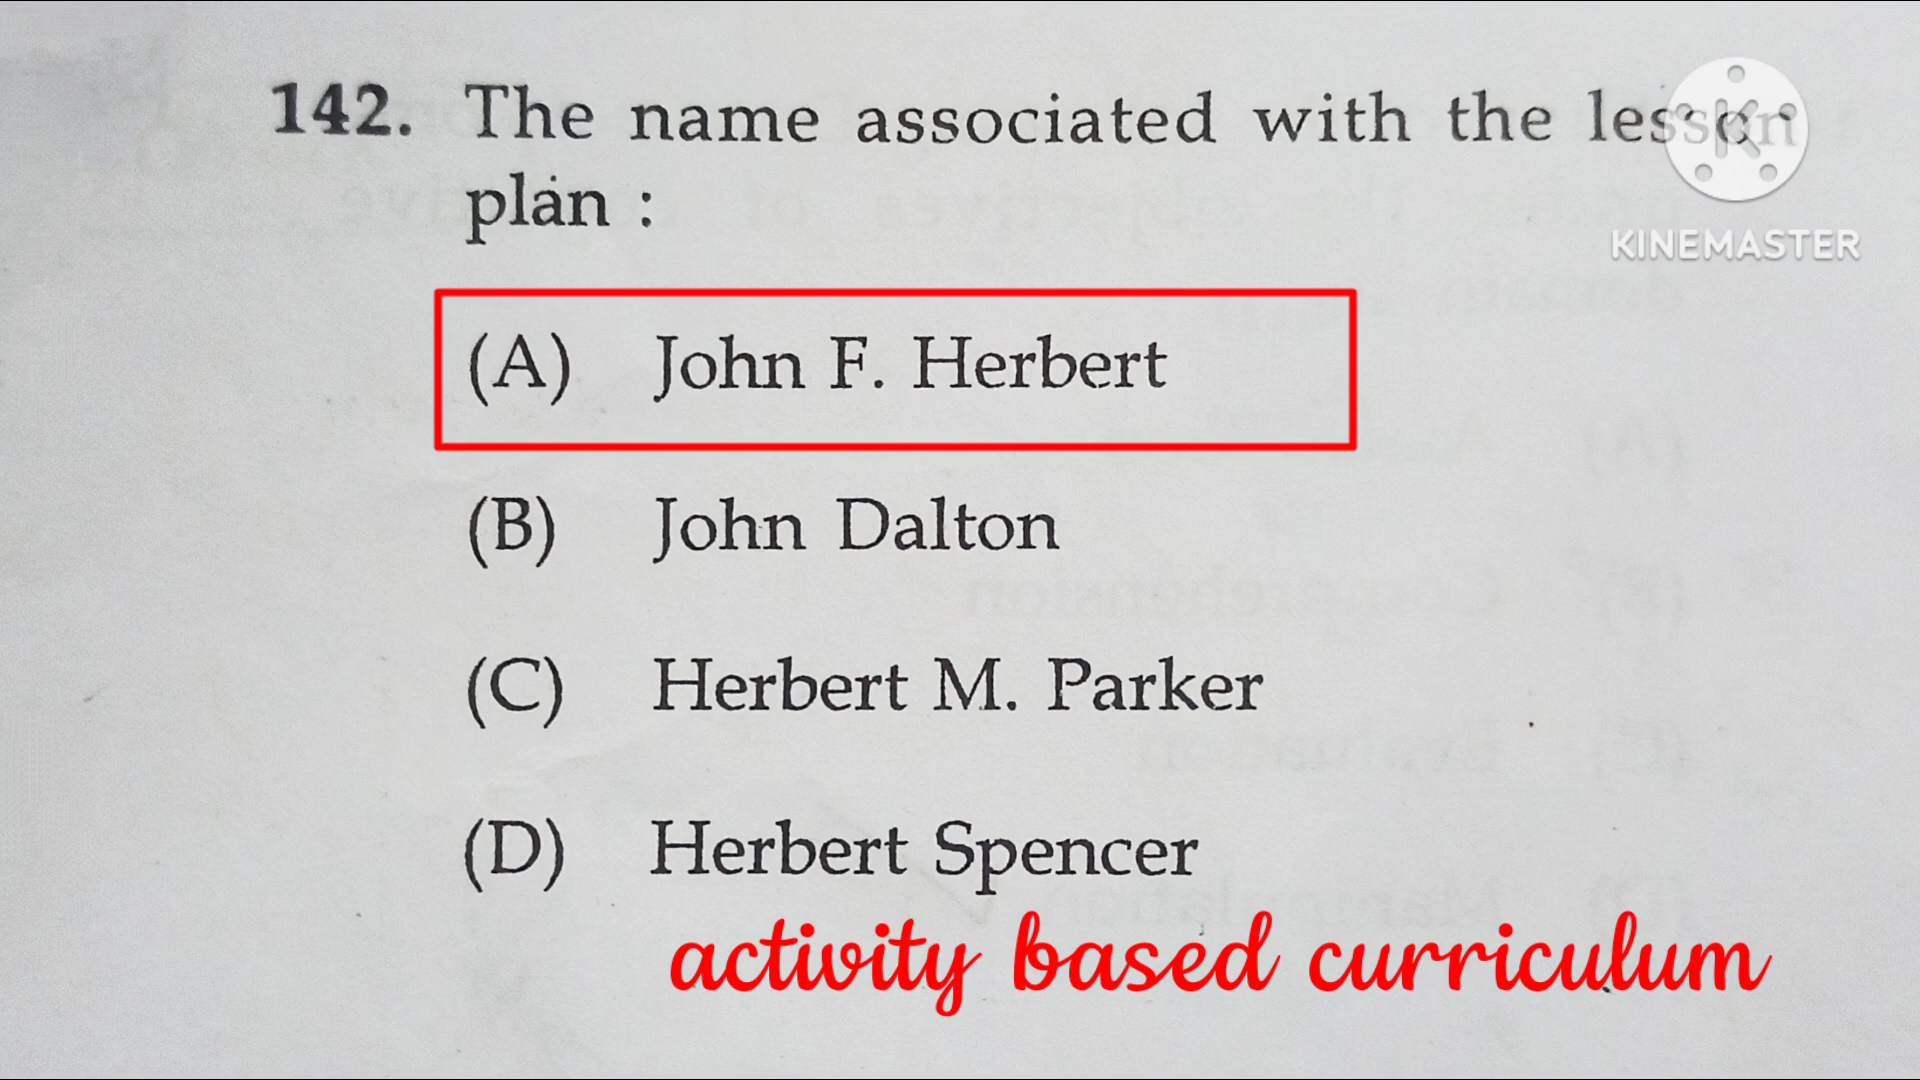 142. The name associated with the lesson
plan :
KINEMASTER
(A) John F. Herbert
(B) John Dalton
(C) Herbert M. Parker
(D) Herbert Spencer
activity based curriculum